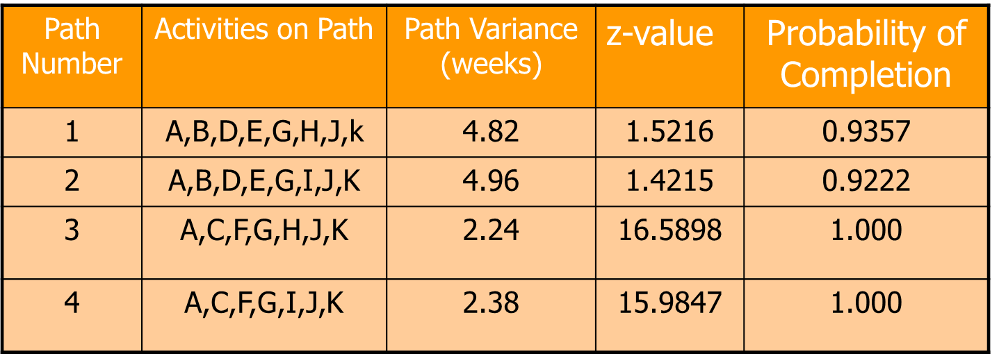 Path Number | Activities on Path | Path Variance (weeks) | z-value | Probability of Completion
1 | A,B,D,E,G,H,J,k | 4.82 | 1.5216 | 0.9357
2 | A,B,D,E,G,I,J,K | 4.96 | 1.4215 | 0.9222
3 | A,C,F,G,H,J,K | 2.24 | 16.5898 | 1.000
4 | A,C,F,G,I,J,K | 2.38 | 15.9847 | 1.000